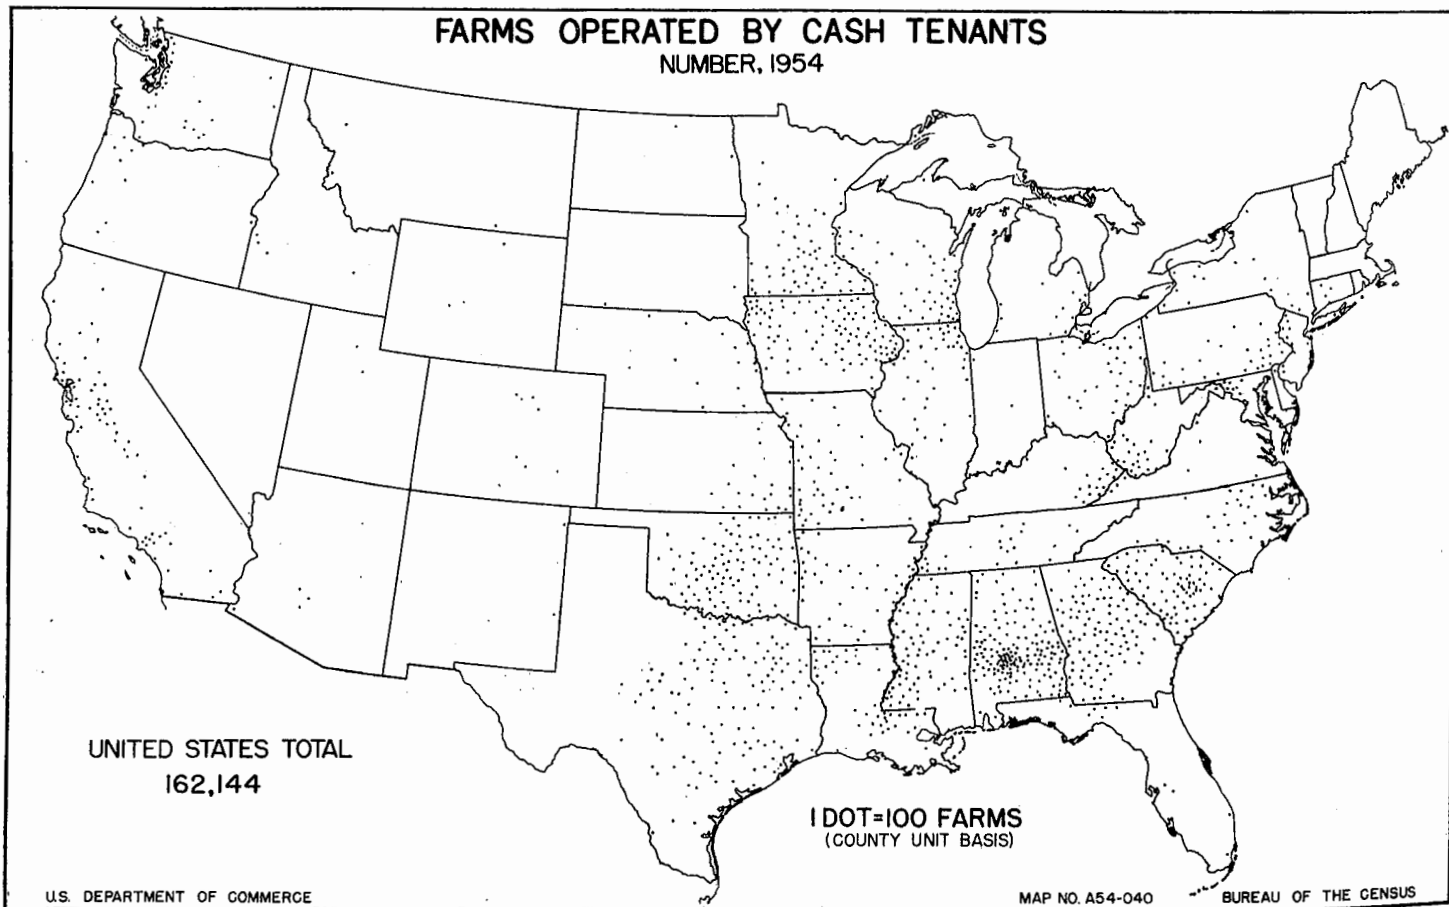 FARMS OPERATED BY CASH TENANTS
NUMBER, 1954
UNITED STATES TOTAL
162,144
1 DOT=100 FARMS
(COUNTY UNIT BASIS)
U.S. DEPARTMENT OF COMMERCE
MAP NO. A54-040
BUREAU OF THE CENSUS